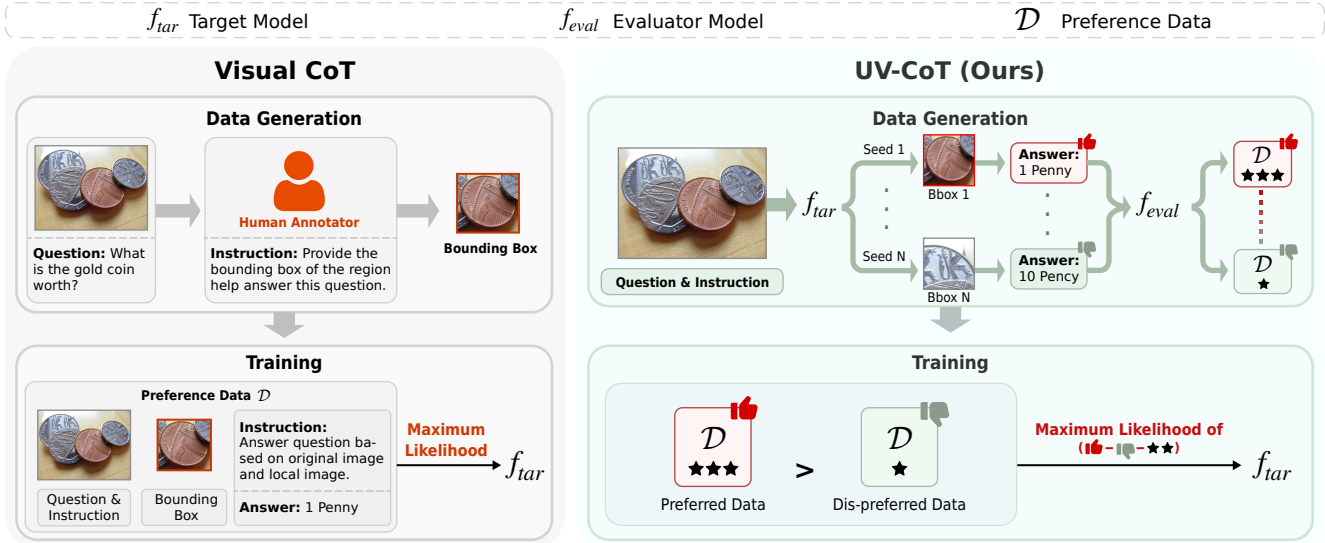 f_tar Target Model
f_eval Evaluator Model
𝒟 Preference Data
Visual CoT
Data Generation
Question: What
is the gold coin
worth?
Human Annotator
Instruction: Provide the
bounding box of the region
help answer this question.
Bounding Box
Training
Preference Data 𝒟
Question &
Instruction
Bounding
Box
Instruction:
Answer question ba-
sed on original image
and local image.
Answer: 1 Penny
Maximum
Likelihood
f_tar
UV-CoT (Ours)
Data Generation
Question & Instruction
f_tar
Seed 1
Bbox 1
Answer:
1 Penny
Seed N
Bbox N
Answer:
10 Pency
f_eval
𝒟
★★★
𝒟
★
Training
𝒟
★★★
Preferred Data
>
𝒟
★
Dis-preferred Data
Maximum Likelihood of
(👍–👎–★★)
f_tar